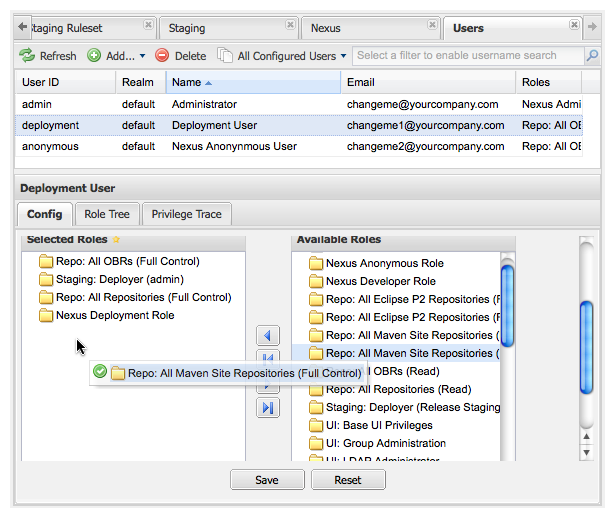 Staging Ruleset
Staging
Nexus
Users
Refresh
Add...
Delete
All Configured Users
Select a filter to enable username search
User ID Realm Name Email Roles
admin default Administrator changeme@yourcompany.com Nexus Admi
deployment default Deployment User changeme1@yourcompany.com Repo: All OE
anonymous default Nexus Anonynmous User changeme2@yourcompany.com Repo: All OE
Deployment User
Config Role Tree Privilege Trace
Selected Roles
Repo: All OBRs (Full Control)
Staging: Deployer (admin)
Repo: All Repositories (Full Control)
Nexus Deployment Role
Repo: All Maven Site Repositories (Full Control)
Available Roles
Nexus Anonymous Role
Nexus Developer Role
Repo: All Eclipse P2 Repositories (F
Repo: All Eclipse P2 Repositories (
Repo: All Maven Site Repositories (
Repo: All Maven Site Repositories (
OBRs (Read)
Repo: All Repositories (Read)
Staging: Deployer (Release Staging
UI: Base UI Privileges
UI: Group Administration
UI: LDAP Administrator
Save Reset